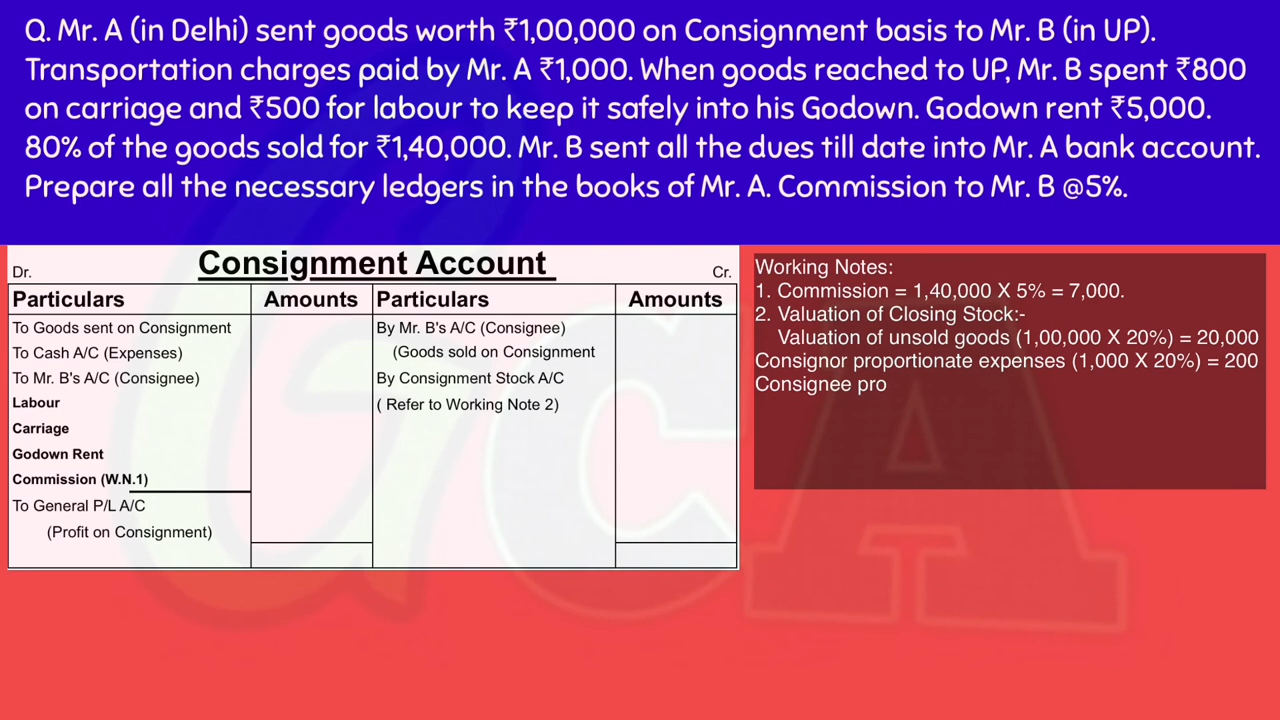 Q. Mr. A (in Delhi) sent goods worth ₹1,00,000 on Consignment basis to Mr. B (in UP).
Transportation charges paid by Mr. A ₹1,000. When goods reached to UP, Mr. B spent ₹800
on carriage and ₹500 for labour to keep it safely into his Godown. Godown rent ₹5,000.
80% of the goods sold for ₹1,40,000. Mr. B sent all the dues till date into Mr. A bank account.
Prepare all the necessary ledgers in the books of Mr. A. Commission to Mr. B @5%.
Dr. Consignment Account Cr.
Particulars Amounts Particulars Amounts
To Goods sent on Consignment By Mr. B's A/C (Consignee)
To Cash A/C (Expenses) (Goods sold on Consignment
To Mr. B's A/C (Consignee) By Consignment Stock A/C
Labour ( Refer to Working Note 2)
Carriage
Godown Rent
Commission (W.N.1)
To General P/L A/C
(Profit on Consignment)
Working Notes:
1. Commission = 1,40,000 X 5% = 7,000.
2. Valuation of Closing Stock:-
Valuation of unsold goods (1,00,000 X 20%) = 20,000
Consignor proportionate expenses (1,000 X 20%) = 200
Consignee pro
GCA